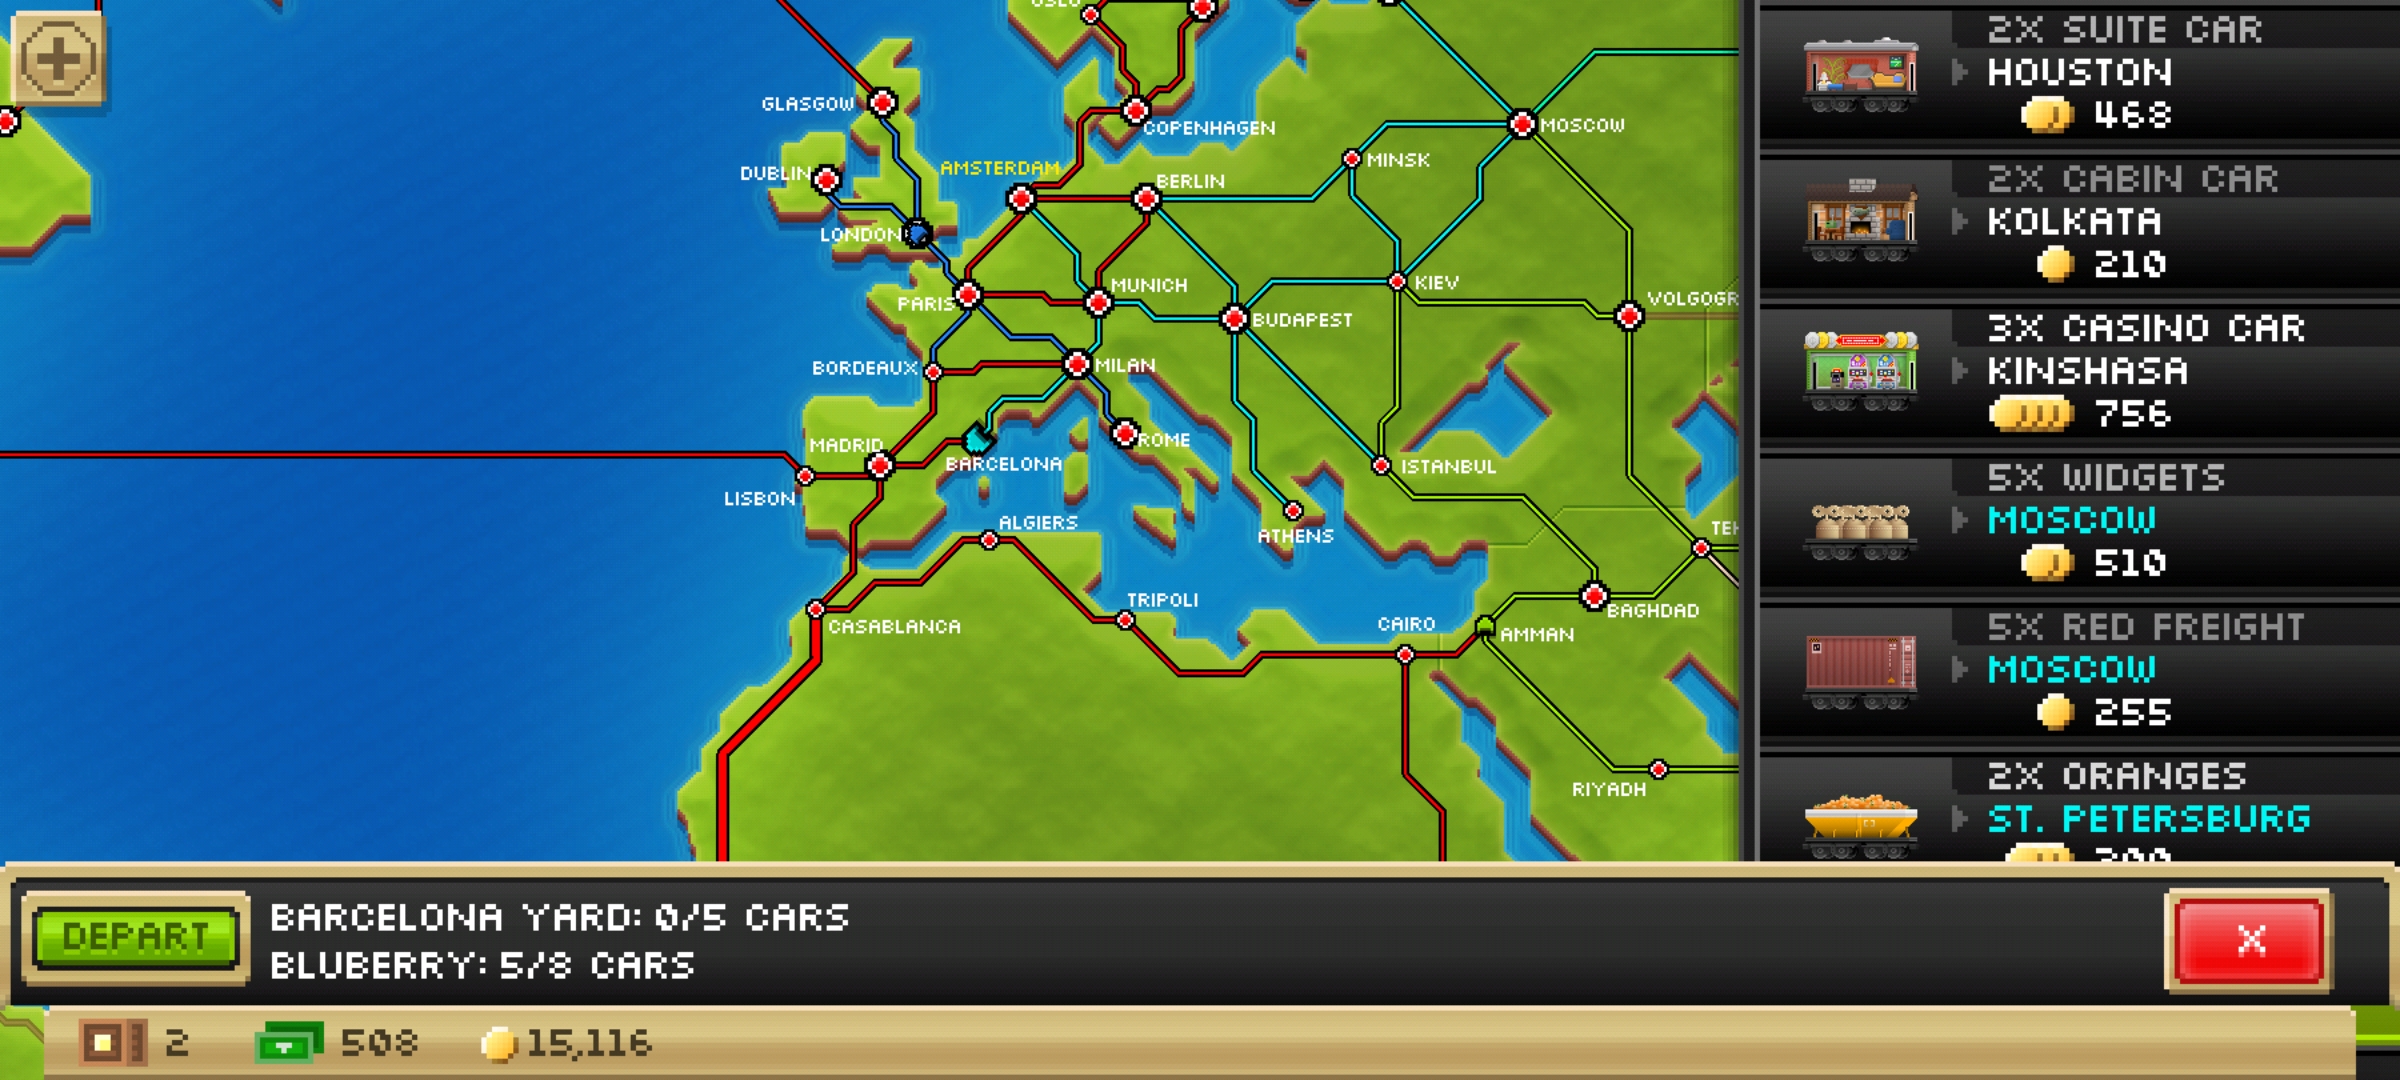 OSLO
GLASGOW
COPENHAGEN
MOSCOW
MINSK
DUBLIN
AMSTERDAM
BERLIN
LONDON
KIEV
MUNICH
PARIS
VOLGOGR
BUDAPEST
BORDEAUX
MILAN
MADRID
ROME
BARCELONA
ISTANBUL
LISBON
ALGIERS
ATHENS
TEH
TRIPOLI
BAGHDAD
CASABLANCA
CAIRO
AMMAN
RIYADH
2X SUITE CAR
HOUSTON
468
2X CABIN CAR
KOLKATA
210
3X CASINO CAR
KINSHASA
756
5X WIDGETS
MOSCOW
510
5X RED FREIGHT
MOSCOW
255
2X ORANGES
ST. PETERSBURG
DEPART
BARCELONA YARD: 0/5 CARS
BLUBERRY: 5/8 CARS
X
2
508
15,116